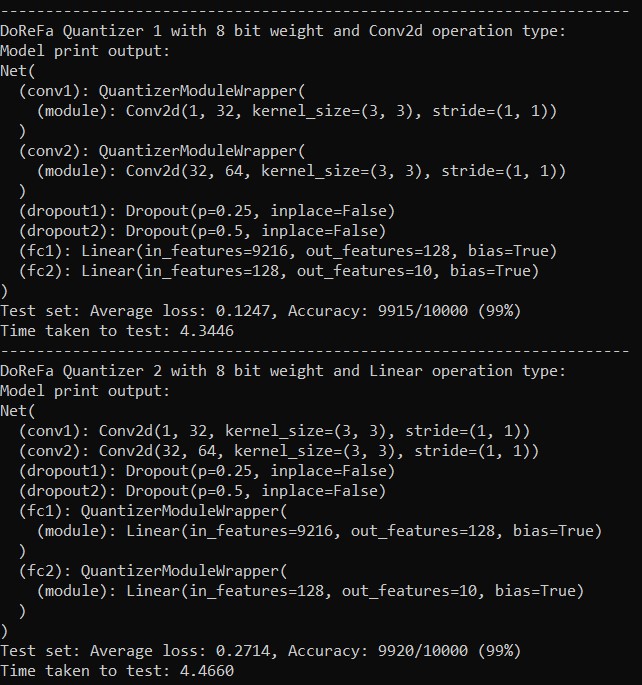 ----------------------------------------------------------------------
DoReFa Quantizer 1 with 8 bit weight and Conv2d operation type:
Model print output:
Net(
  (conv1): QuantizerModuleWrapper(
    (module): Conv2d(1, 32, kernel_size=(3, 3), stride=(1, 1))
  )
  (conv2): QuantizerModuleWrapper(
    (module): Conv2d(32, 64, kernel_size=(3, 3), stride=(1, 1))
  )
  (dropout1): Dropout(p=0.25, inplace=False)
  (dropout2): Dropout(p=0.5, inplace=False)
  (fc1): Linear(in_features=9216, out_features=128, bias=True)
  (fc2): Linear(in_features=128, out_features=10, bias=True)
)
Test set: Average loss: 0.1247, Accuracy: 9915/10000 (99%)
Time taken to test: 4.3446
----------------------------------------------------------------------
DoReFa Quantizer 2 with 8 bit weight and Linear operation type:
Model print output:
Net(
  (conv1): Conv2d(1, 32, kernel_size=(3, 3), stride=(1, 1))
  (conv2): Conv2d(32, 64, kernel_size=(3, 3), stride=(1, 1))
  (dropout1): Dropout(p=0.25, inplace=False)
  (dropout2): Dropout(p=0.5, inplace=False)
  (fc1): QuantizerModuleWrapper(
    (module): Linear(in_features=9216, out_features=128, bias=True)
  )
  (fc2): QuantizerModuleWrapper(
    (module): Linear(in_features=128, out_features=10, bias=True)
  )
)
Test set: Average loss: 0.2714, Accuracy: 9920/10000 (99%)
Time taken to test: 4.4660